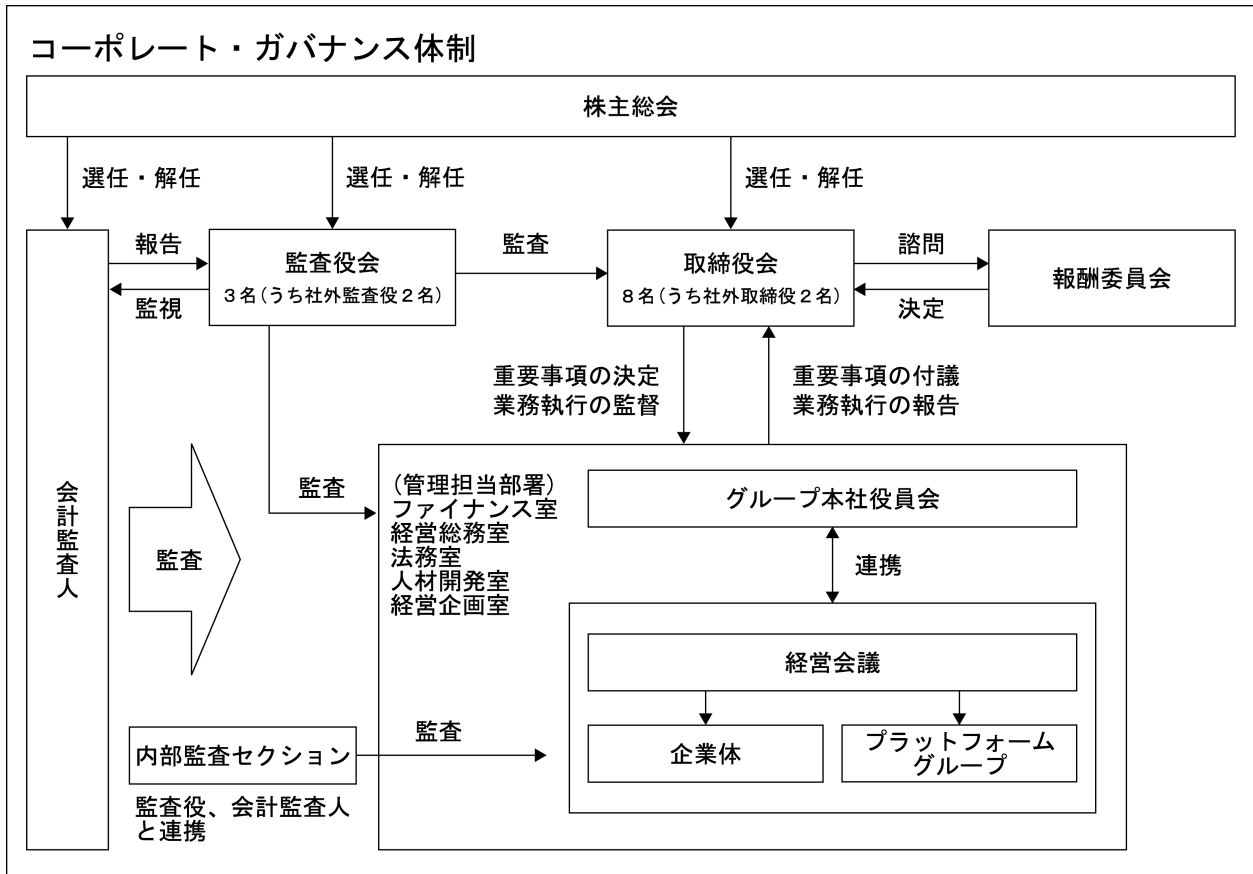 コーポレート・ガバナンス体制
株主総会
選任・解任
選任・解任
選任・解任
報告
監視
監査役会
３名(うち社外監査役２名)
監査
取締役会
８名(うち社外取締役２名)
諮問
決定
報酬委員会
重要事項の決定
業務執行の監督
重要事項の付議
業務執行の報告
会計監査人
監査
監査
(管理担当部署)
ファイナンス室
経営総務室
法務室
人材開発室
経営企画室
グループ本社役員会
連携
経営会議
企業体
プラットフォーム
グループ
内部監査セクション
監査
監査役、会計監査人
と連携